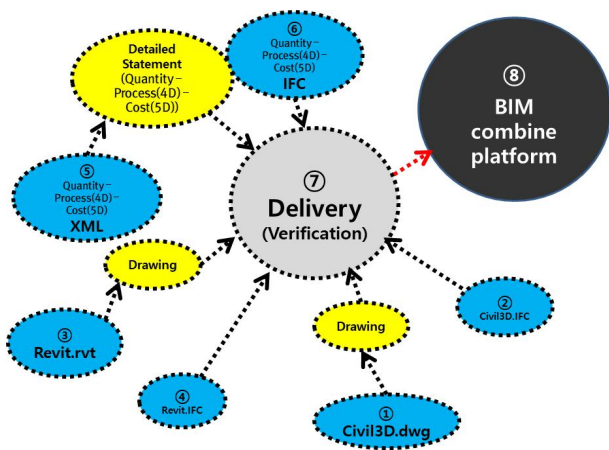 ⑥
Quantity−
Process(4D)−
Cost(5D)
IFC
Detailed
Statement
(Quantity−
Process(4D)−
Cost(5D))
⑧
BIM
combine
platform
⑤
Quantity−
Process(4D)−
Cost(5D)
XML
⑦
Delivery
(Verification)
Drawing
③
Revit.rvt
②
Civil3D.IFC
Drawing
④
Revit.IFC
①
Civil3D.dwg